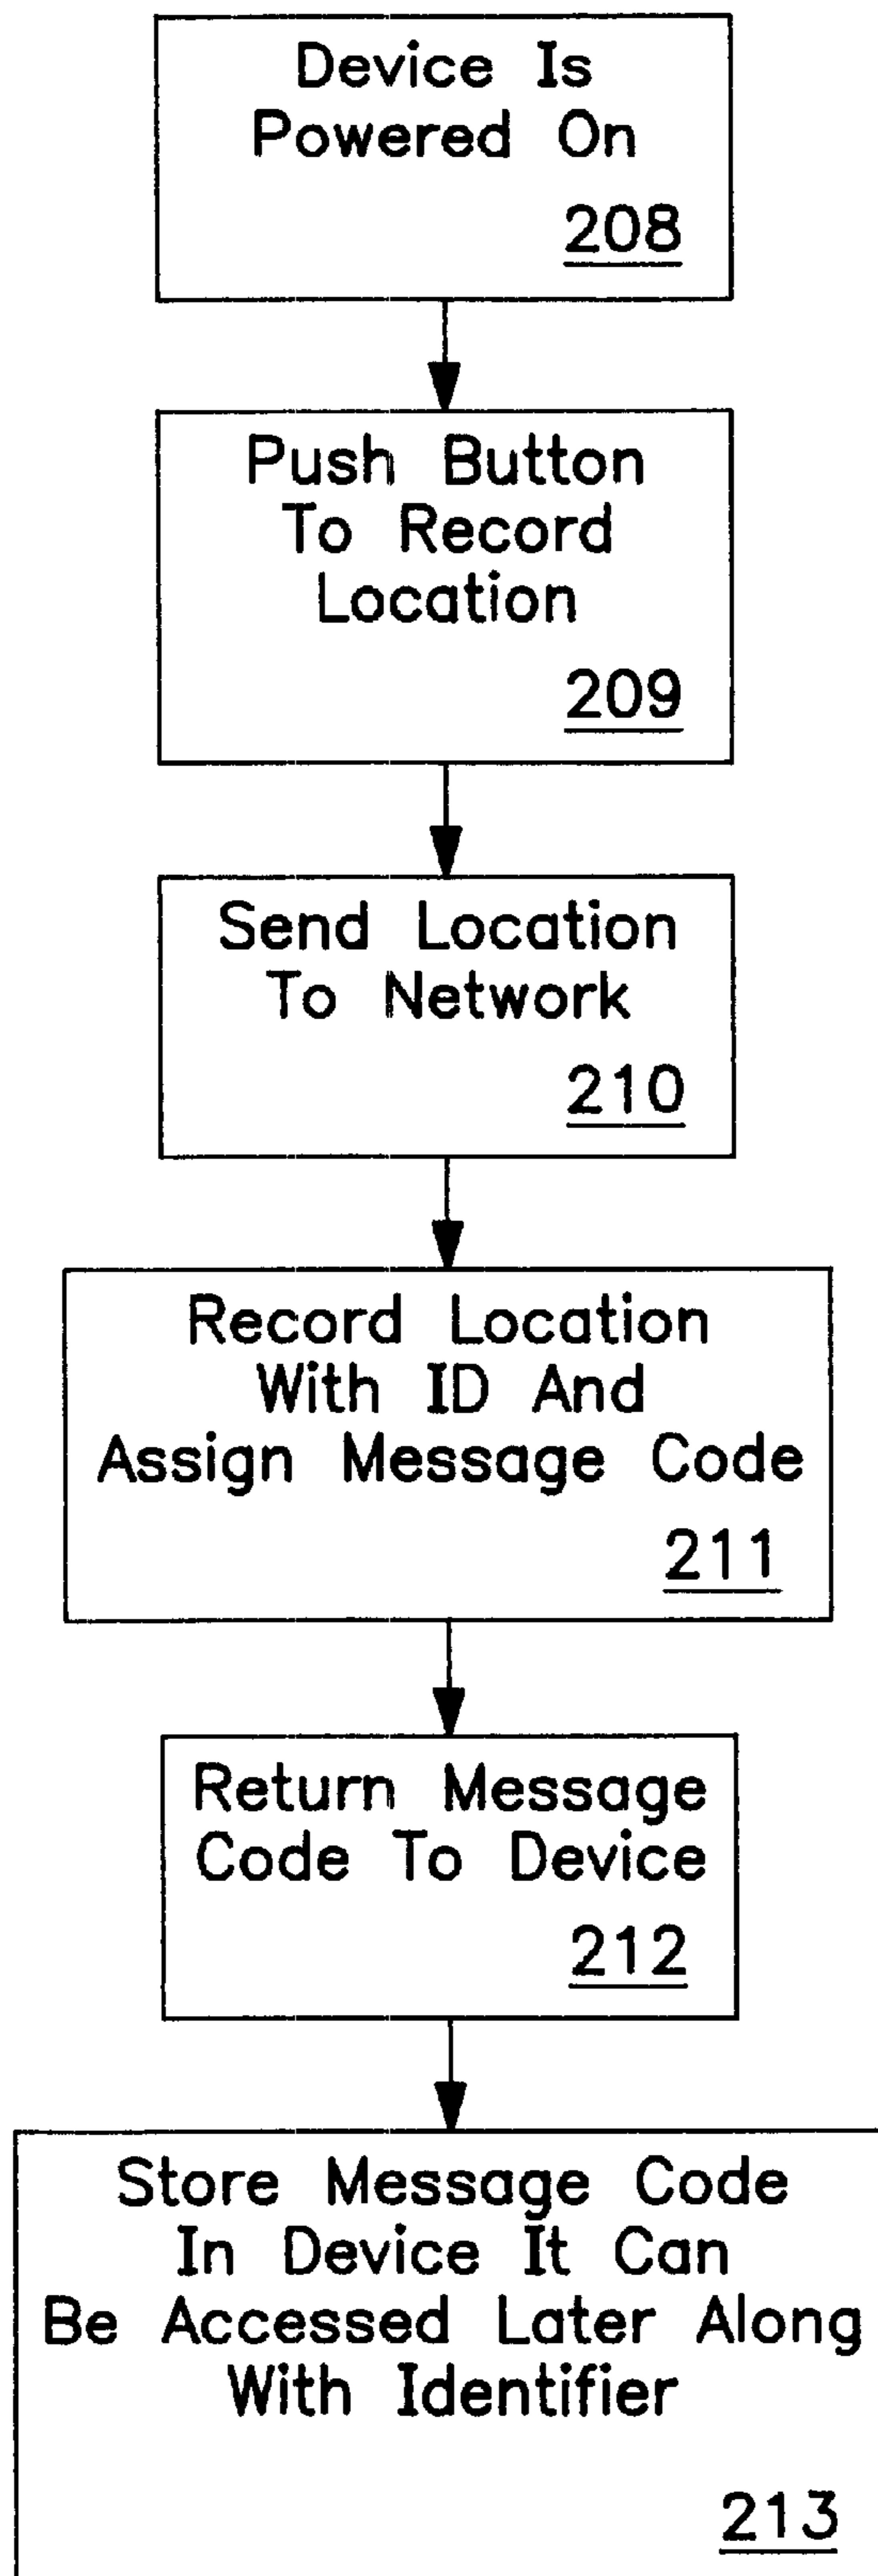 Device Is
Powered On
208
Push Button
To Record
Location
209
Send Location
To Network
210
Record Location
With ID And
Assign Message Code
211
Return Message
Code To Device
212
Store Message Code
In Device It Can
Be Accessed Later Along
With Identifier
213